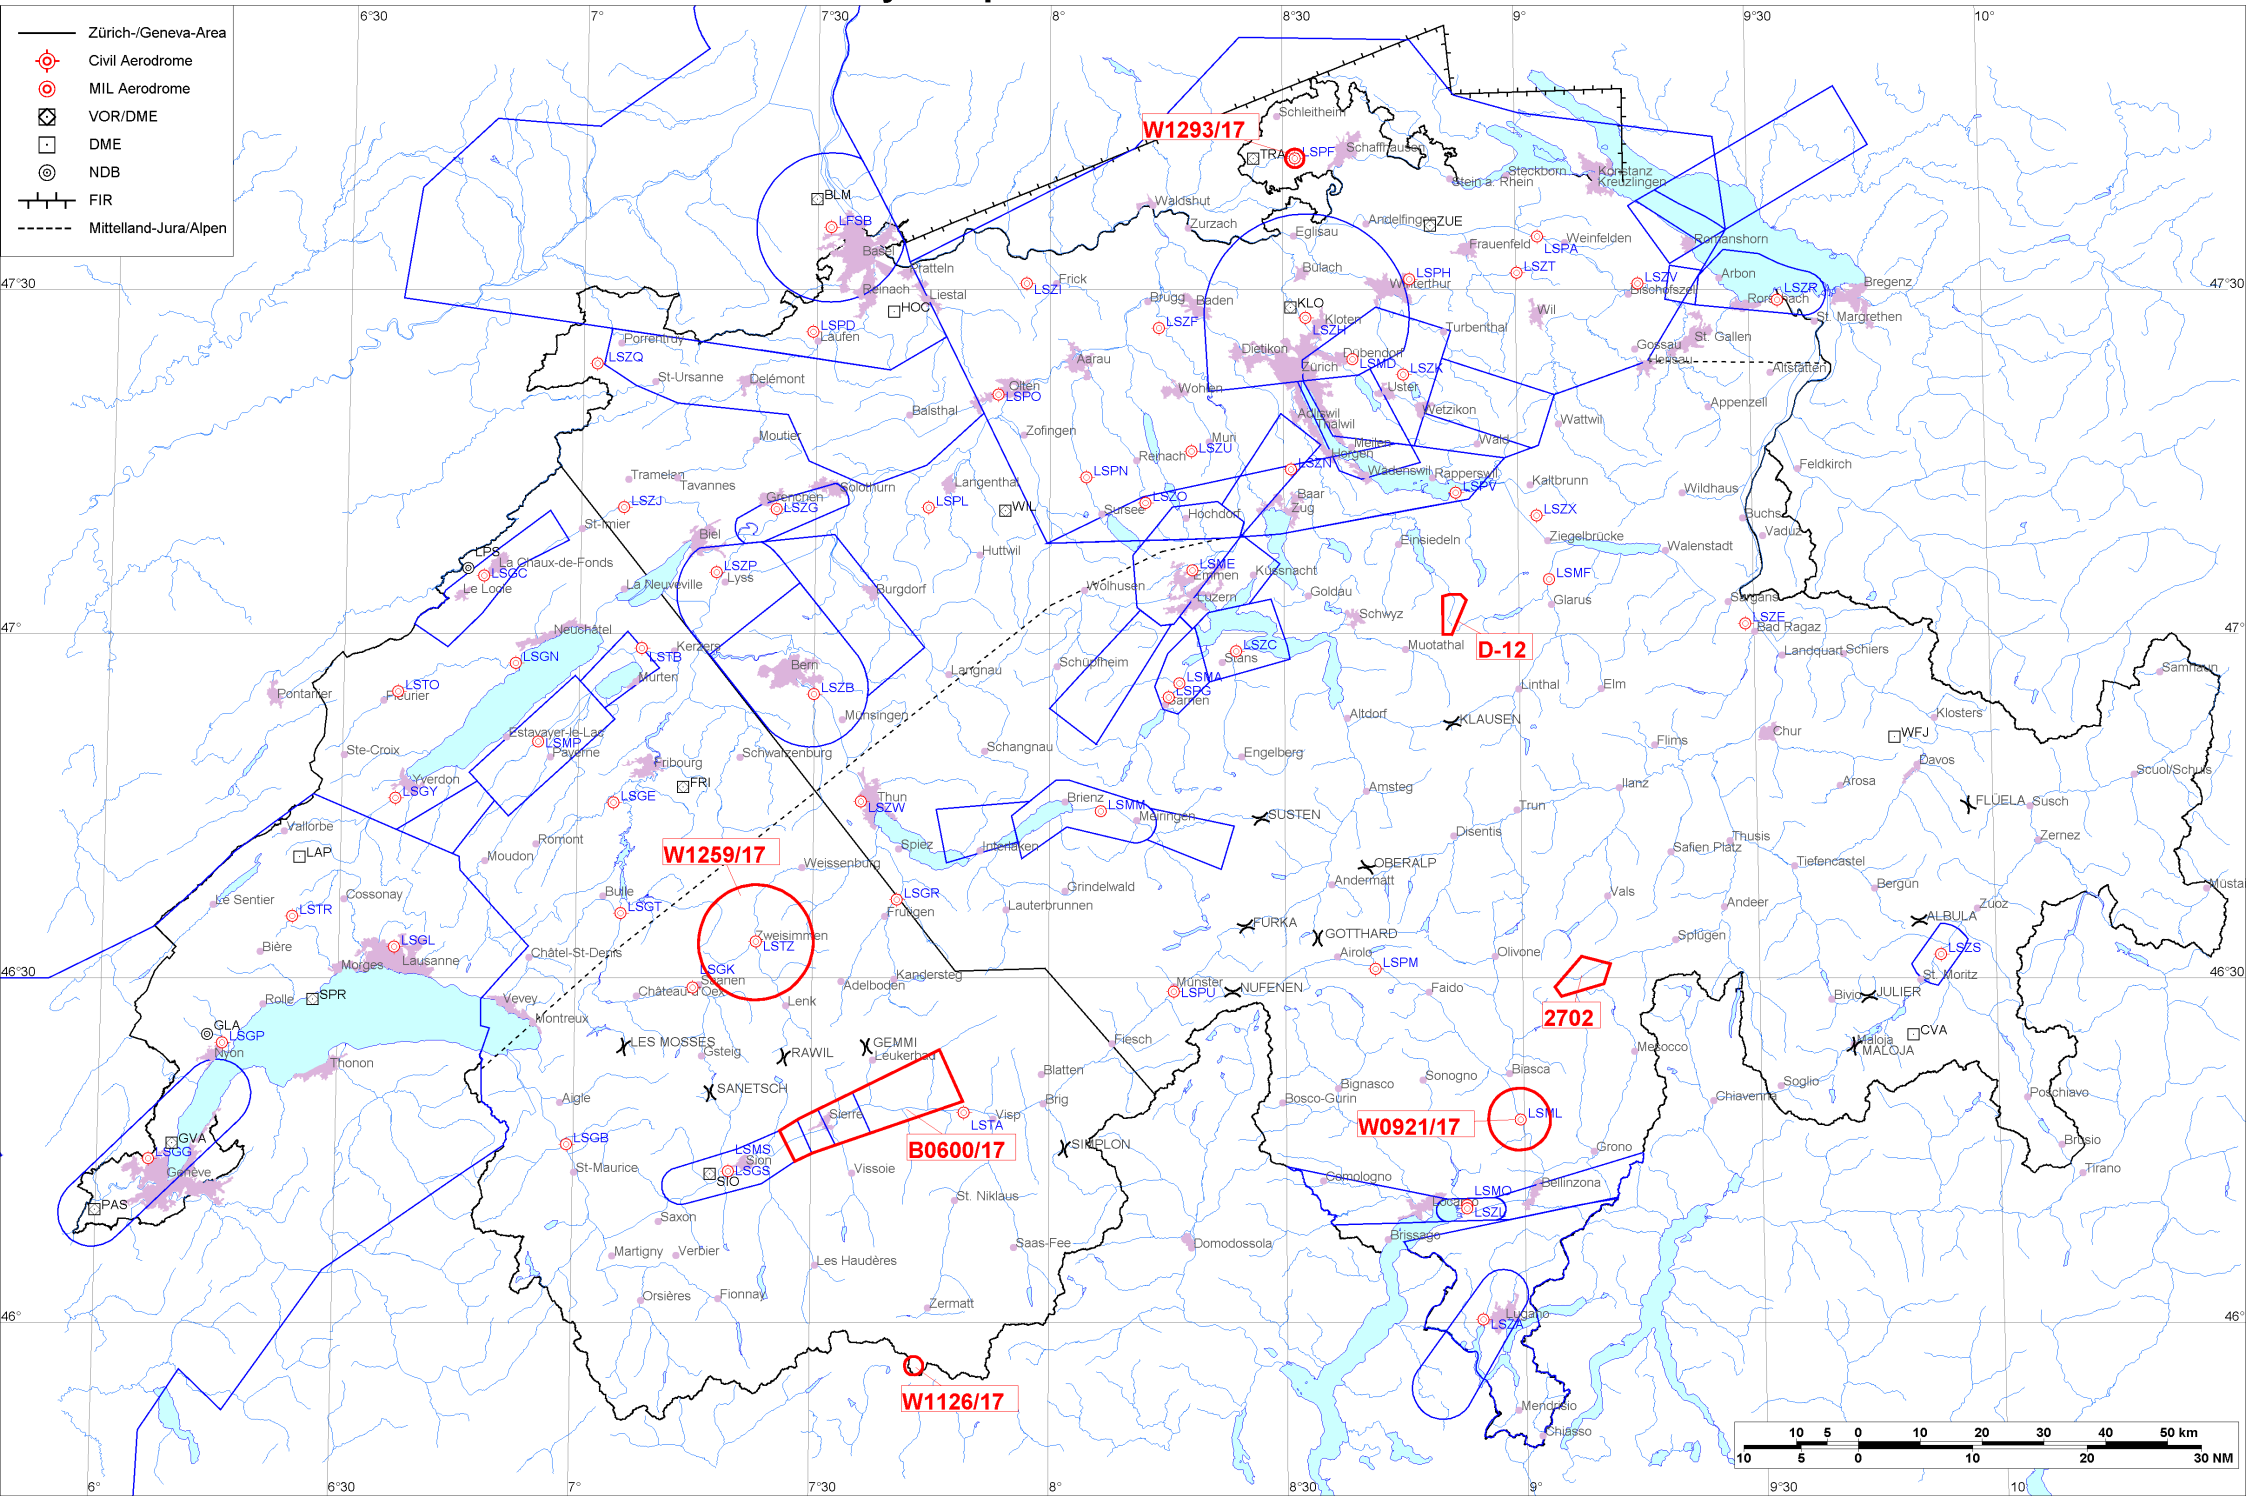 6°30
7°
7°30
8°
8°30
9°
9°30
10°
Zürich-/Geneva-Area
Civil Aerodrome
MIL Aerodrome
VOR/DME
DME
NDB
FIR
Mittelland-Jura/Alpen
Schleitheim
W1293/17
TRA
LSPF
Schaffhausen
Steckborn
Stein a. Rhein
Konstanz
Kreuzlingen
BLM
Waldshut
LFSB
Zurzach
Eglisau
Andelfingen
ZUE
LSPA
Weinfelden
Romanshorn
Basel
Frauenfeld
Pratteln
Bülach
LSPH
LSZT
LSZV
Arbon
Bregenz
47°30
47°30
Reinach
Liestal
LSZI
Frick
Winterthur
Bischofszell
LSZR
Rorschach
HOC
Brugg
Baden
KLO
Kloten
Wil
St. Margrethen
LSPD
Laufen
LSZF
LSZH
Turbenthal
St. Gallen
Porrentruy
LSZQ
Aarau
Dietikon
Zürich
Dübendorf
LSMD
Gossau
Herisau
St-Ursanne
Delémont
Olten
LSPO
Wohlen
LSZK
Uster
Altstätten
Balsthal
Adliswil
Thalwil
Wetzikon
Wattwil
Appenzell
Moutier
Zofingen
Muri
LSZU
Meilen
Horgen
Wald
Tramelan
Tavannes
LSPN
Reinach
LSZN
Wädenswil
Rapperswil
LSPV
Kaltbrunn
Wildhaus
Feldkirch
Grenchen
Solothurn
Langenthal
LSZJ
LSZG
LSPL
WIL
LSZO
Sursee
Hochdorf
Baar
Zug
LSZX
Buchs
Vaduz
St-Imier
Biel
Huttwil
Einsiedeln
Ziegelbrücke
Walenstadt
LPS
La Chaux-de-Fonds
LSGC
Le Locle
La Neuveville
LSZP
Lyss
Burgdorf
Wolhusen
LSME
Emmen
Küssnacht
LSMF
Glarus
Luzern
Goldau
Schwyz
Sargans
LSZE
Bad Ragaz
47°
47°
Neuchâtel
Kerzers
LSGN
LSTB
Murten
Bern
Langnau
Schüpfheim
LSZC
Stans
Muotathal
D-12
Landquart
Schiers
Samnaun
Pontarlier
LSTO
Fleurier
LSZB
Münsingen
LSMA
LSPG
Sarnen
Altdorf
KLAUSEN
Linthal
Elm
Klosters
Ste-Croix
Estavayer-le-Lac
LSMP
Payerne
Schwarzenburg
Schangnau
Engelberg
Flims
Chur
WFJ
Davos
Yverdon
LSGY
Fribourg
FRI
LSGE
Thun
LSZW
Brienz
LSMM
Meiringen
SUSTEN
Amsteg
Trun
Ilanz
Arosa
Scuol/Schuls
FLÜELA
Susch
Vallorbe
LAP
Romont
Moudon
W1259/17
Weissenburg
Spiez
Interlaken
OBERALP
Disentis
Safien Platz
Thusis
Tiefencastel
Zernez
Le Sentier
Cossonay
Bulle
LSGT
LSGR
Frutigen
Grindelwald
Lauterbrunnen
Andermatt
Vals
Andeer
Bergün
Zuoz
Müstair
LSTR
LSGL
Lausanne
Morges
Bière
Châtel-St-Denis
Zweisimmen
LSTZ
FURKA
GOTTHARD
Airolo
LSPM
Olivone
Splügen
ALBULA
LSZS
St. Moritz
46°30
46°30
Rolle
SPR
Vevey
Montreux
LSGK
Saanen
Château-d'Oex
Lenk
Adelboden
Kandersteg
Münster
LSPU
NUFENEN
Faido
2702
Bivio
JULIER
CVA
GLA
LSGP
Nyon
Thonon
LES MOSSES
Gsteig
RAWIL
GEMMI
Leukerbad
Fiesch
Mesocco
Maloja
MALOJA
Blatten
Bignasco
Sonogno
Biasca
Soglio
Poschiavo
Aigle
SANETSCH
Sierre
Visp
LSTA
Brig
Bosco-Gurin
W0921/17
LSML
Chiavenna
GVA
LSGG
Genève
LSGB
St-Maurice
LSMS
Sion
LSGS
SIO
Vissoie
B0600/17
SIMPLON
Grono
Brusio
Tirano
PAS
St. Niklaus
Comologno
LSMO
Locarno
LSZL
Bellinzona
Saxon
Martigny
Verbier
Les Haudères
Saas-Fee
Domodossola
Brissago
Orsières
Fionnay
Zermatt
Lugano
LSZA
46°
46°
W1126/17
Mendrisio
Chiasso
10 5 0 10 20 30 40 50 km
10 5 0 10 20 30 NM
6°
6°30
7°
7°30
8°
8°30
9°
9°30
10°